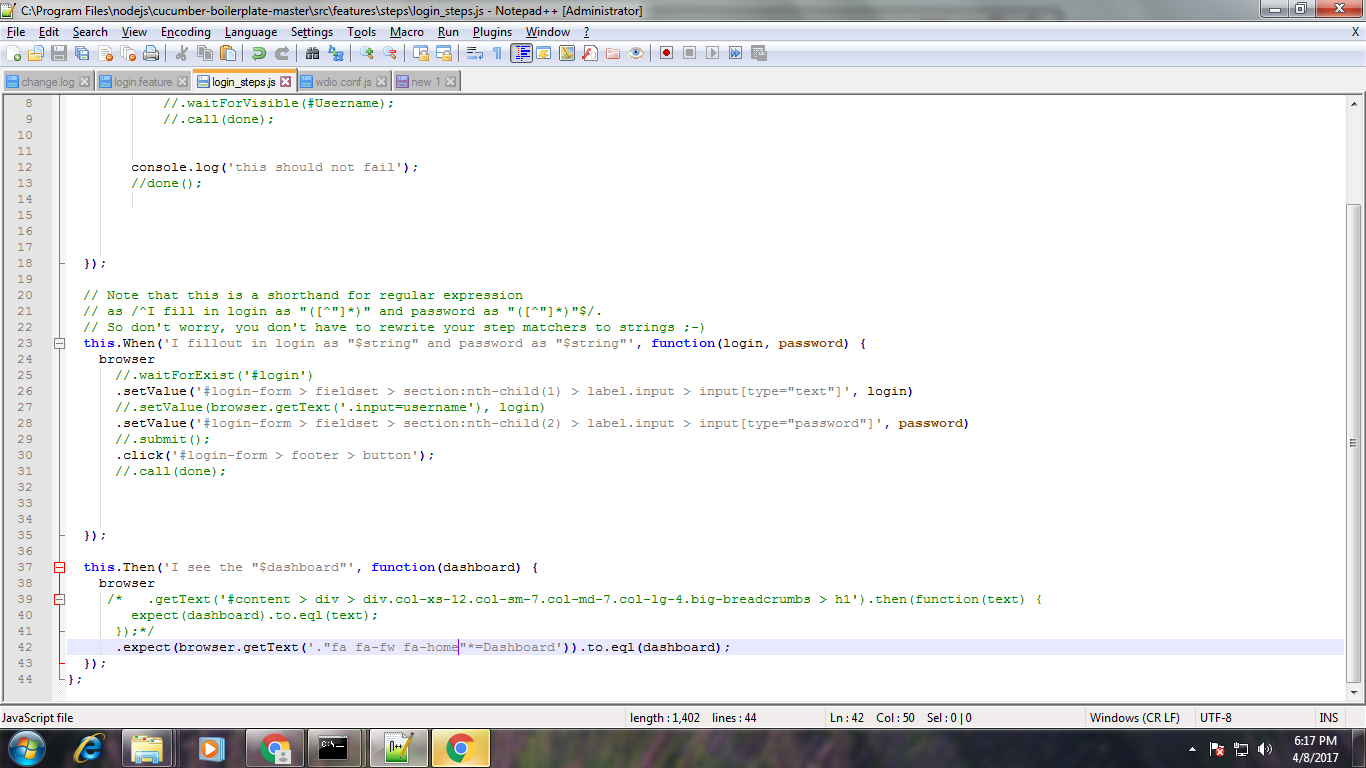 C:\Program Files\nodejs\cucumber-boilerplate-master\src\features\steps\login_steps.js - Notepad++ [Administrator]
File Edit Search View Encoding Language Settings Tools Macro Run Plugins Window ? X
change.log login.feature login_steps.js wdio.conf.js new 1
8 //.waitForVisible(#Username);
9 //.call(done);
10
11
12 console.log('this should not fail');
13 //done();
14
15
16
17
18 });
19
20 // Note that this is a shorthand for regular expression
21 // as /^I fill in login as "([^"]*)" and password as "([^"]*)"$/.
22 // So don't worry, you don't have to rewrite your step matchers to strings ;-)
23 this.When('I fillout in login as "$string" and password as "$string"', function(login, password) {
24 browser
25 //.waitForExist('#login')
26 .setValue('#login-form > fieldset > section:nth-child(1) > label.input > input[type="text"]', login)
27 //.setValue(browser.getText('.input=username'), login)
28 .setValue('#login-form > fieldset > section:nth-child(2) > label.input > input[type="password"]', password)
29 //.submit();
30 .click('#login-form > footer > button');
31 //.call(done);
32
33
34
35 });
36
37 this.Then('I see the "$dashboard"', function(dashboard) {
38 browser
39 /* .getText('#content > div > div.col-xs-12.col-sm-7.col-md-7.col-lg-4.big-breadcrumbs > h1').then(function(text) {
40 expect(dashboard).to.eql(text);
41 });*/
42 .expect(browser.getText('."fa fa-fw fa-home"*=Dashboard')).to.eql(dashboard);
43 });
44 };
JavaScript file length : 1,402 lines : 44 Ln : 42 Col : 50 Sel : 0 | 0 Windows (CR LF) UTF-8 INS
6:17 PM
4/8/2017